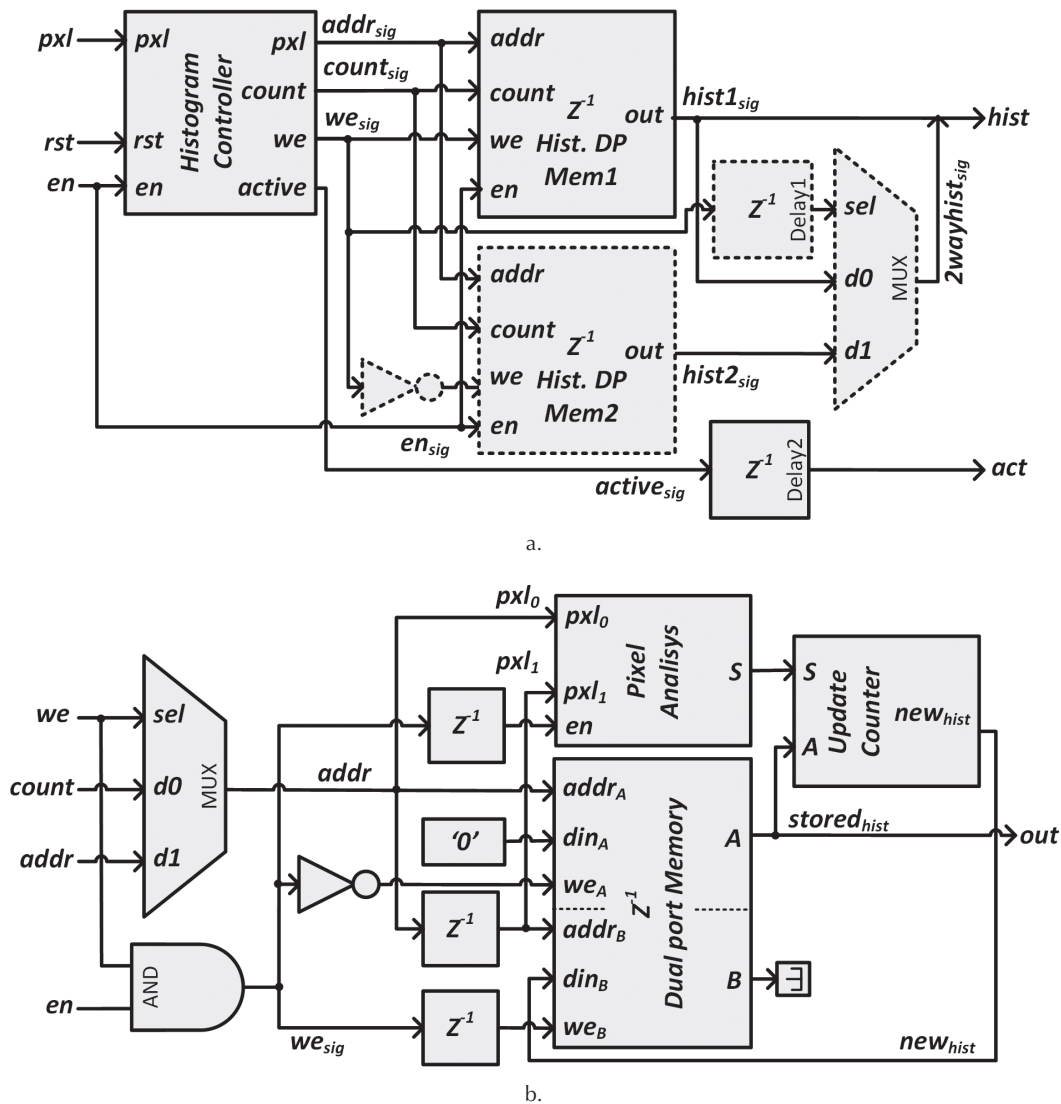 pxl
rst
en
pxl
rst
en
Histogram
Controller
pxl
count
we
active
addr_sig
count_sig
we_sig
addr
count
we
en
Z^-1
Hist. DP
Mem1
out
hist1_sig
hist
Z^-1
Delay1
sel
d0
d1
MUX
2wayhist_sig
addr
count
we
en
Z^-1
Hist. DP
Mem2
out
hist2_sig
en_sig
active_sig
Z^-1
Delay2
act
a.
we
count
addr
en
sel
d0
d1
MUX
AND
we_sig
addr
pxl_0
pxl_1
Z^-1
'0'
Z^-1
Z^-1
pxl_0
pxl_1
en
Pixel
Analisys
S
addr_A
din_A
we_A
addr_B
din_B
we_B
Z^-1
Dual port Memory
A
B
S
A
Update
Counter
new_hist
stored_hist
out
new_hist
b.